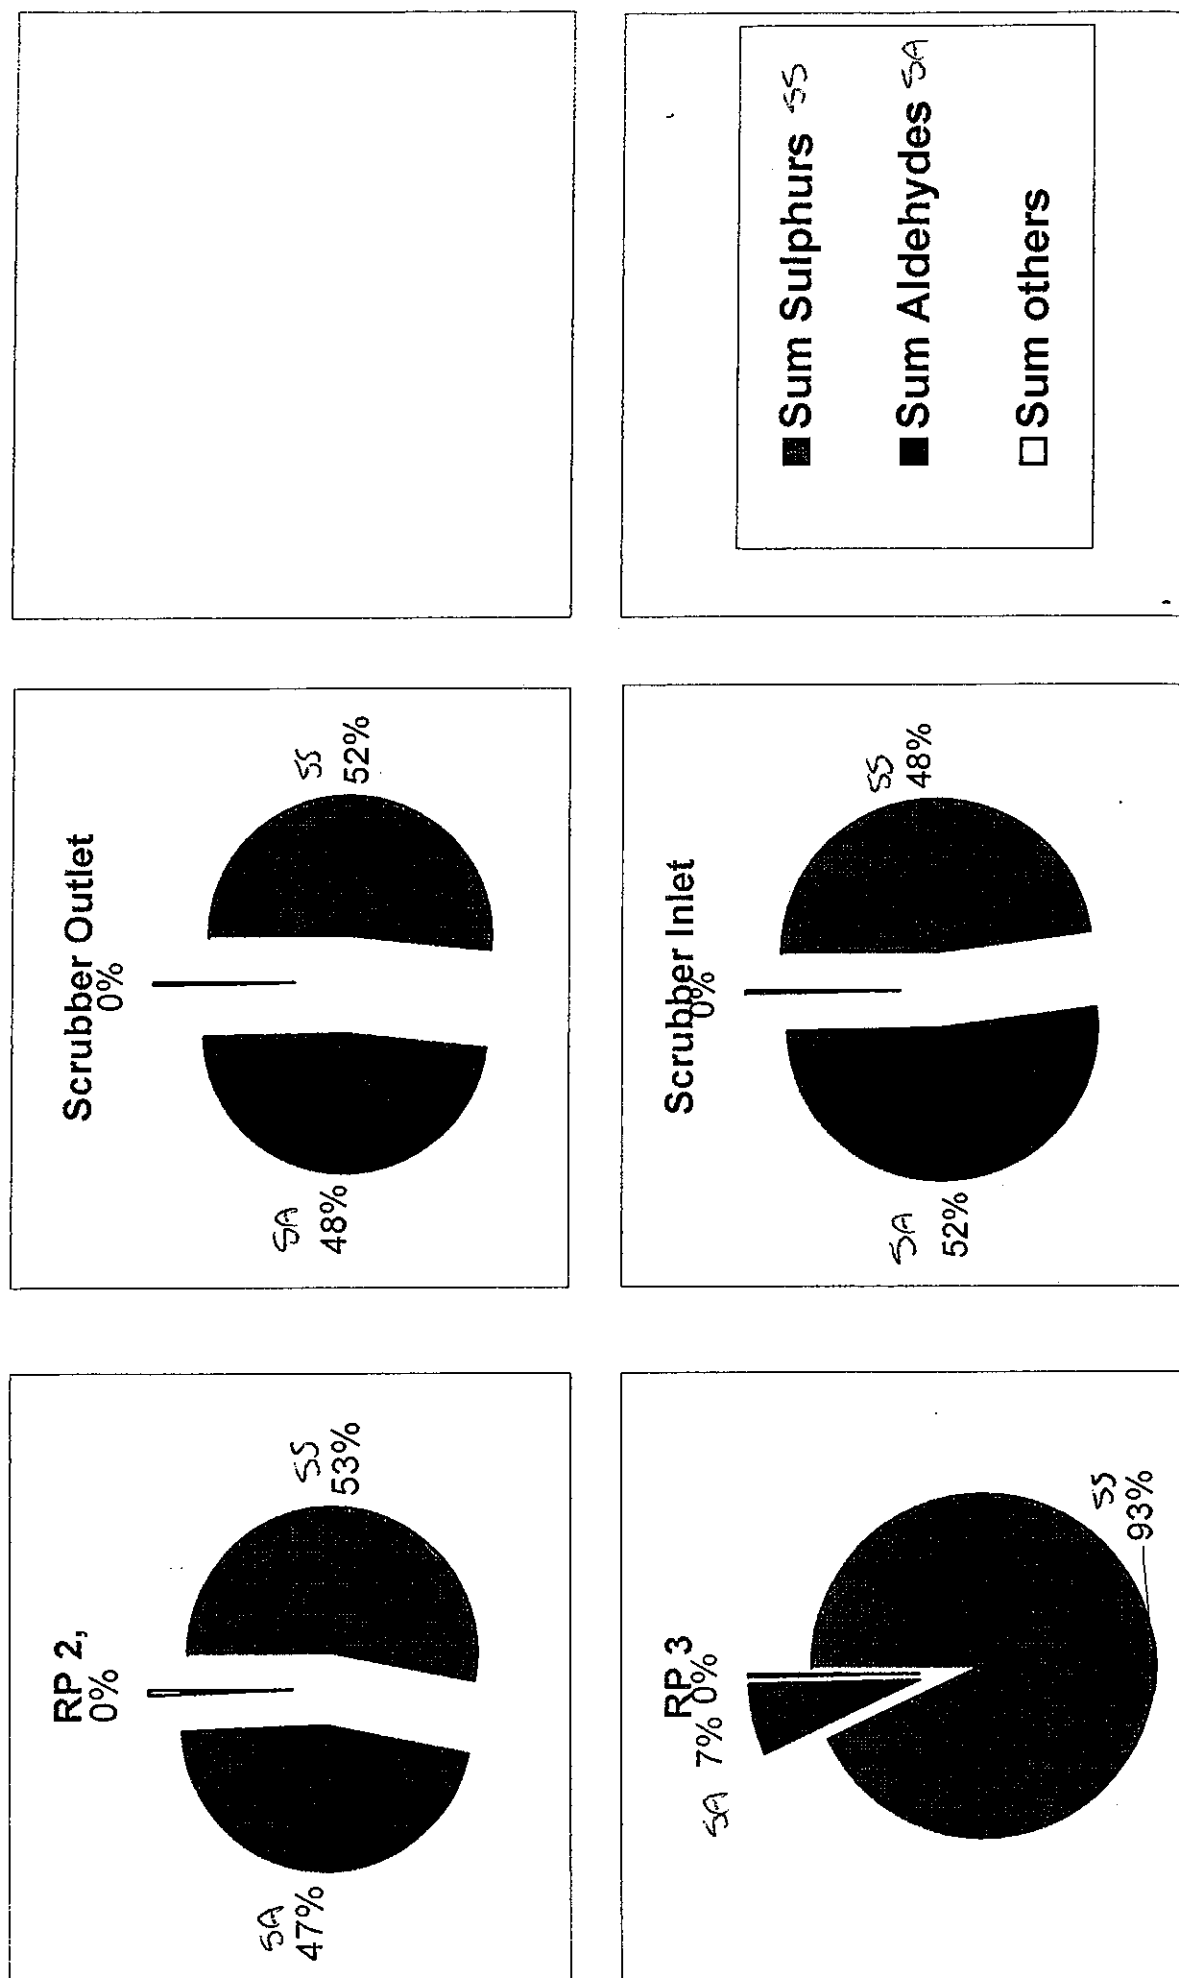 RP 2,
0%
SS
53%
SA
47%
Scrubber Outlet
0%
SS
52%
SA
48%
RP 3
SA 7% 0%
SS
93%
Scrubber Inlet
0%
SS
48%
SA
52%
Sum Sulphurs SS
Sum Aldehydes SA
Sum others